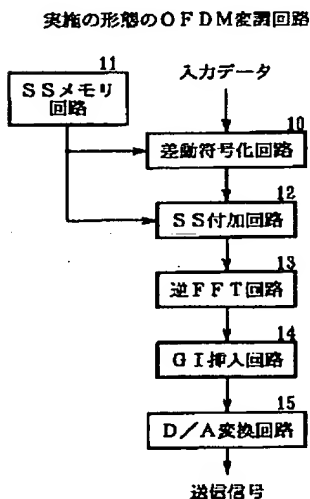 実施の形態のOFDM変調回路
11
SSメモリ
回路
入力データ
10
差動符号化回路
12
SS付加回路
13
逆FFT回路
14
GI挿入回路
15
D/A変換回路
送信信号